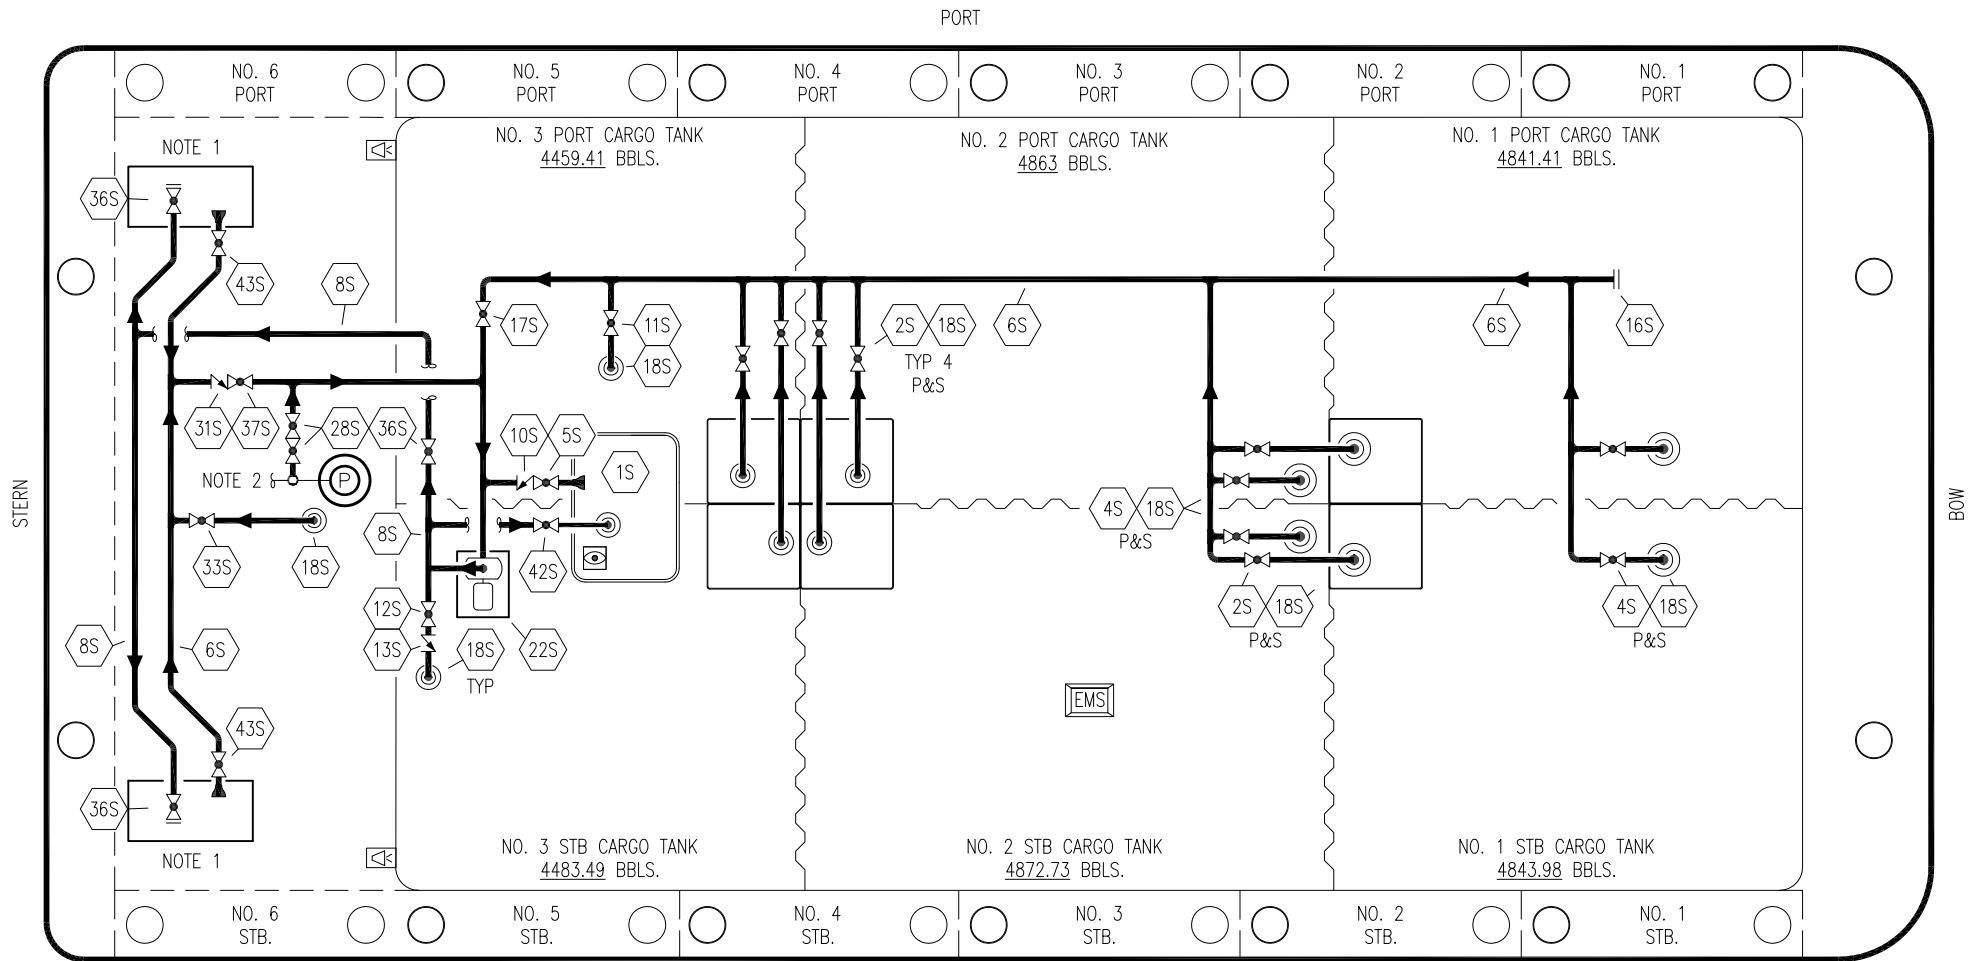 PORT
NO. 6
PORT
NO. 5
PORT
NO. 4
PORT
NO. 3
PORT
NO. 2
PORT
NO. 1
PORT
NOTE 1
NO. 3 PORT CARGO TANK
4459.41 BBLS.
NO. 2 PORT CARGO TANK
4863 BBLS.
NO. 1 PORT CARGO TANK
4841.41 BBLS.
36S
43S
8S
17S
11S
18S
2S 18S
TYP 4
P&S
6S
6S
16S
31S 37S
28S 36S
10S 5S
1S
NOTE 2
P
STERN
BOW
4S 18S
P&S
33S
18S
8S
42S
12S
13S
18S
TYP
22S
2S 18S
P&S
4S 18S
P&S
8S
6S
EMS
43S
36S
NOTE 1
NO. 3 STB CARGO TANK
4483.49 BBLS.
NO. 2 STB CARGO TANK
4872.73 BBLS.
NO. 1 STB CARGO TANK
4843.98 BBLS.
NO. 6
STB.
NO. 5
STB.
NO. 4
STB.
NO. 3
STB.
NO. 2
STB.
NO. 1
STB.